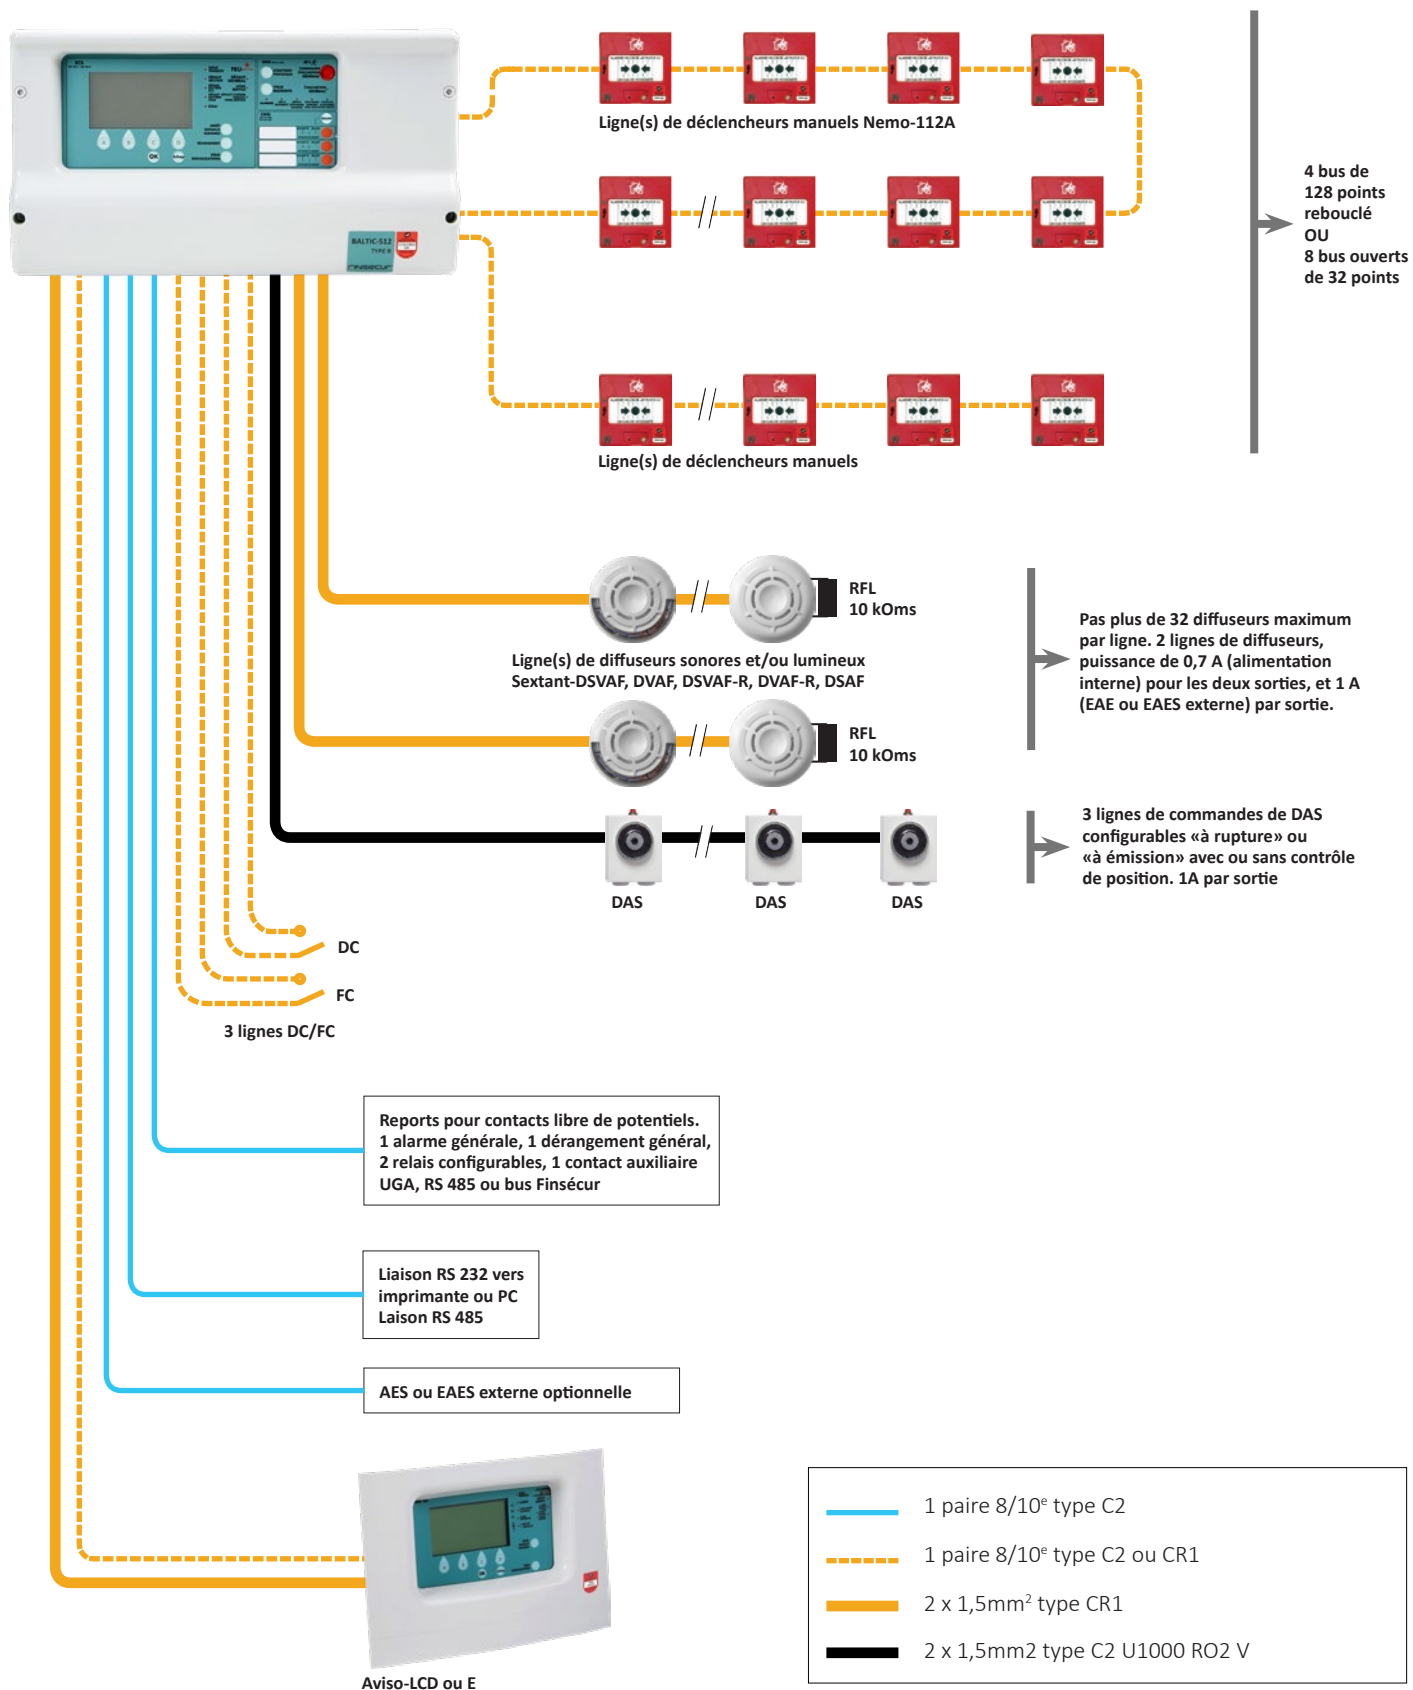 BALTIC-512
TYPE B
FINSECUR
Ligne(s) de déclencheurs manuels Nemo-112A
4 bus de
128 points
rebouclé
OU
8 bus ouverts
de 32 points
Ligne(s) de déclencheurs manuels
RFL
10 kOms
Ligne(s) de diffuseurs sonores et/ou lumineux
Sextant-DSVAF, DVAF, DSVAF-R, DVAF-R, DSAF
RFL
10 kOms
Pas plus de 32 diffuseurs maximum
par ligne. 2 lignes de diffuseurs,
puissance de 0,7 A (alimentation
interne) pour les deux sorties, et 1 A
(EAE ou EAES externe) par sortie.
3 lignes de commandes de DAS
configurables «à rupture» ou
«à émission» avec ou sans contrôle
de position. 1A par sortie
DAS DAS DAS
DC
FC
3 lignes DC/FC
Reports pour contacts libre de potentiels.
1 alarme générale, 1 dérangement général,
2 relais configurables, 1 contact auxiliaire
UGA, RS 485 ou bus Finsécur
Liaison RS 232 vers
imprimante ou PC
Laison RS 485
AES ou EAES externe optionnelle
Aviso-LCD ou E
1 paire 8/10e type C2
1 paire 8/10e type C2 ou CR1
2 x 1,5mm2 type CR1
2 x 1,5mm2 type C2 U1000 RO2 V